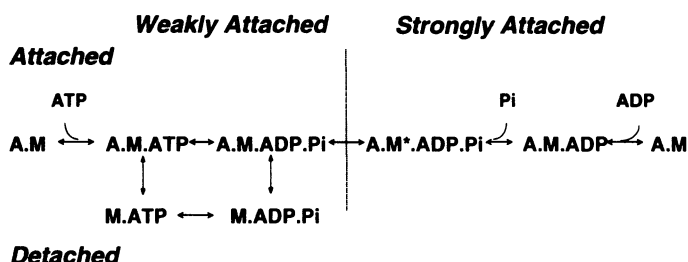 Weakly Attached Strongly Attached
Attached
ATP Pi ADP
A.M A.M.ATP A.M.ADP.Pi A.M*.ADP.Pi A.M.ADP A.M
M.ATP M.ADP.Pi
Detached